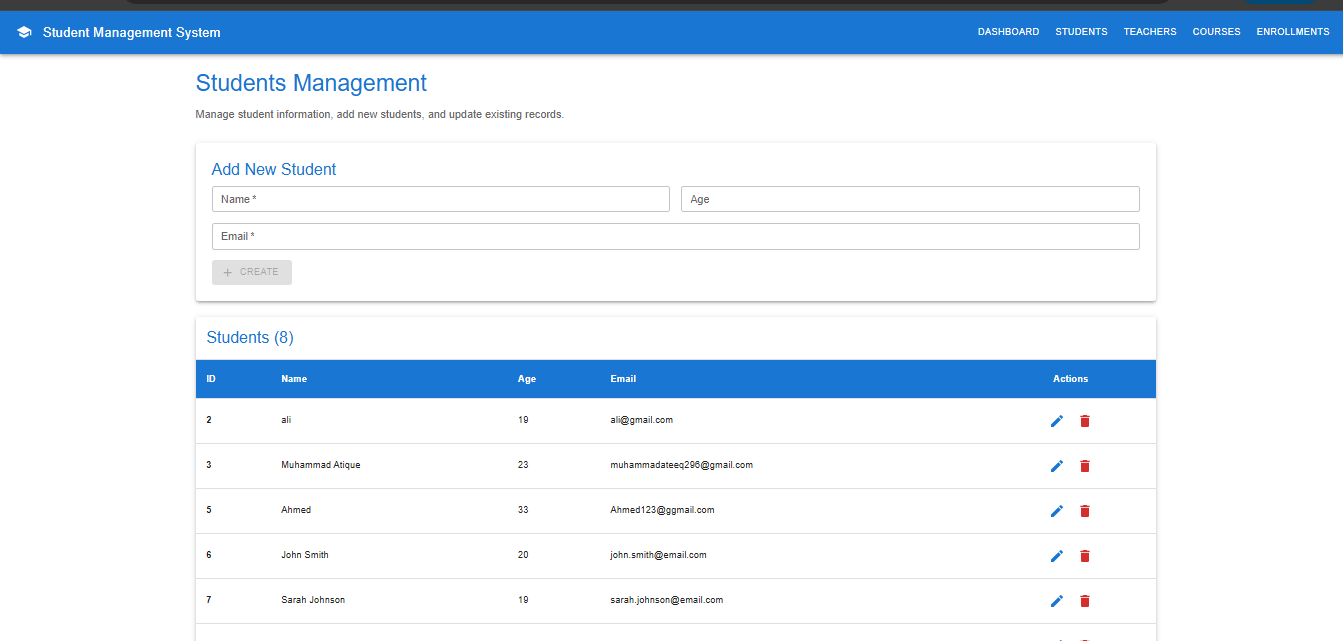 Student Management System DASHBOARD STUDENTS TEACHERS COURSES ENROLLMENTS
Students Management
Manage student information, add new students, and update existing records.
Add New Student
Name * Age
Email *
+ CREATE
Students (8)
ID Name Age Email Actions
2 ali 19 ali@gmail.com
3 Muhammad Atique 23 muhammadateeq296@gmail.com
5 Ahmed 33 Ahmed123@ggmail.com
6 John Smith 20 john.smith@email.com
7 Sarah Johnson 19 sarah.johnson@email.com